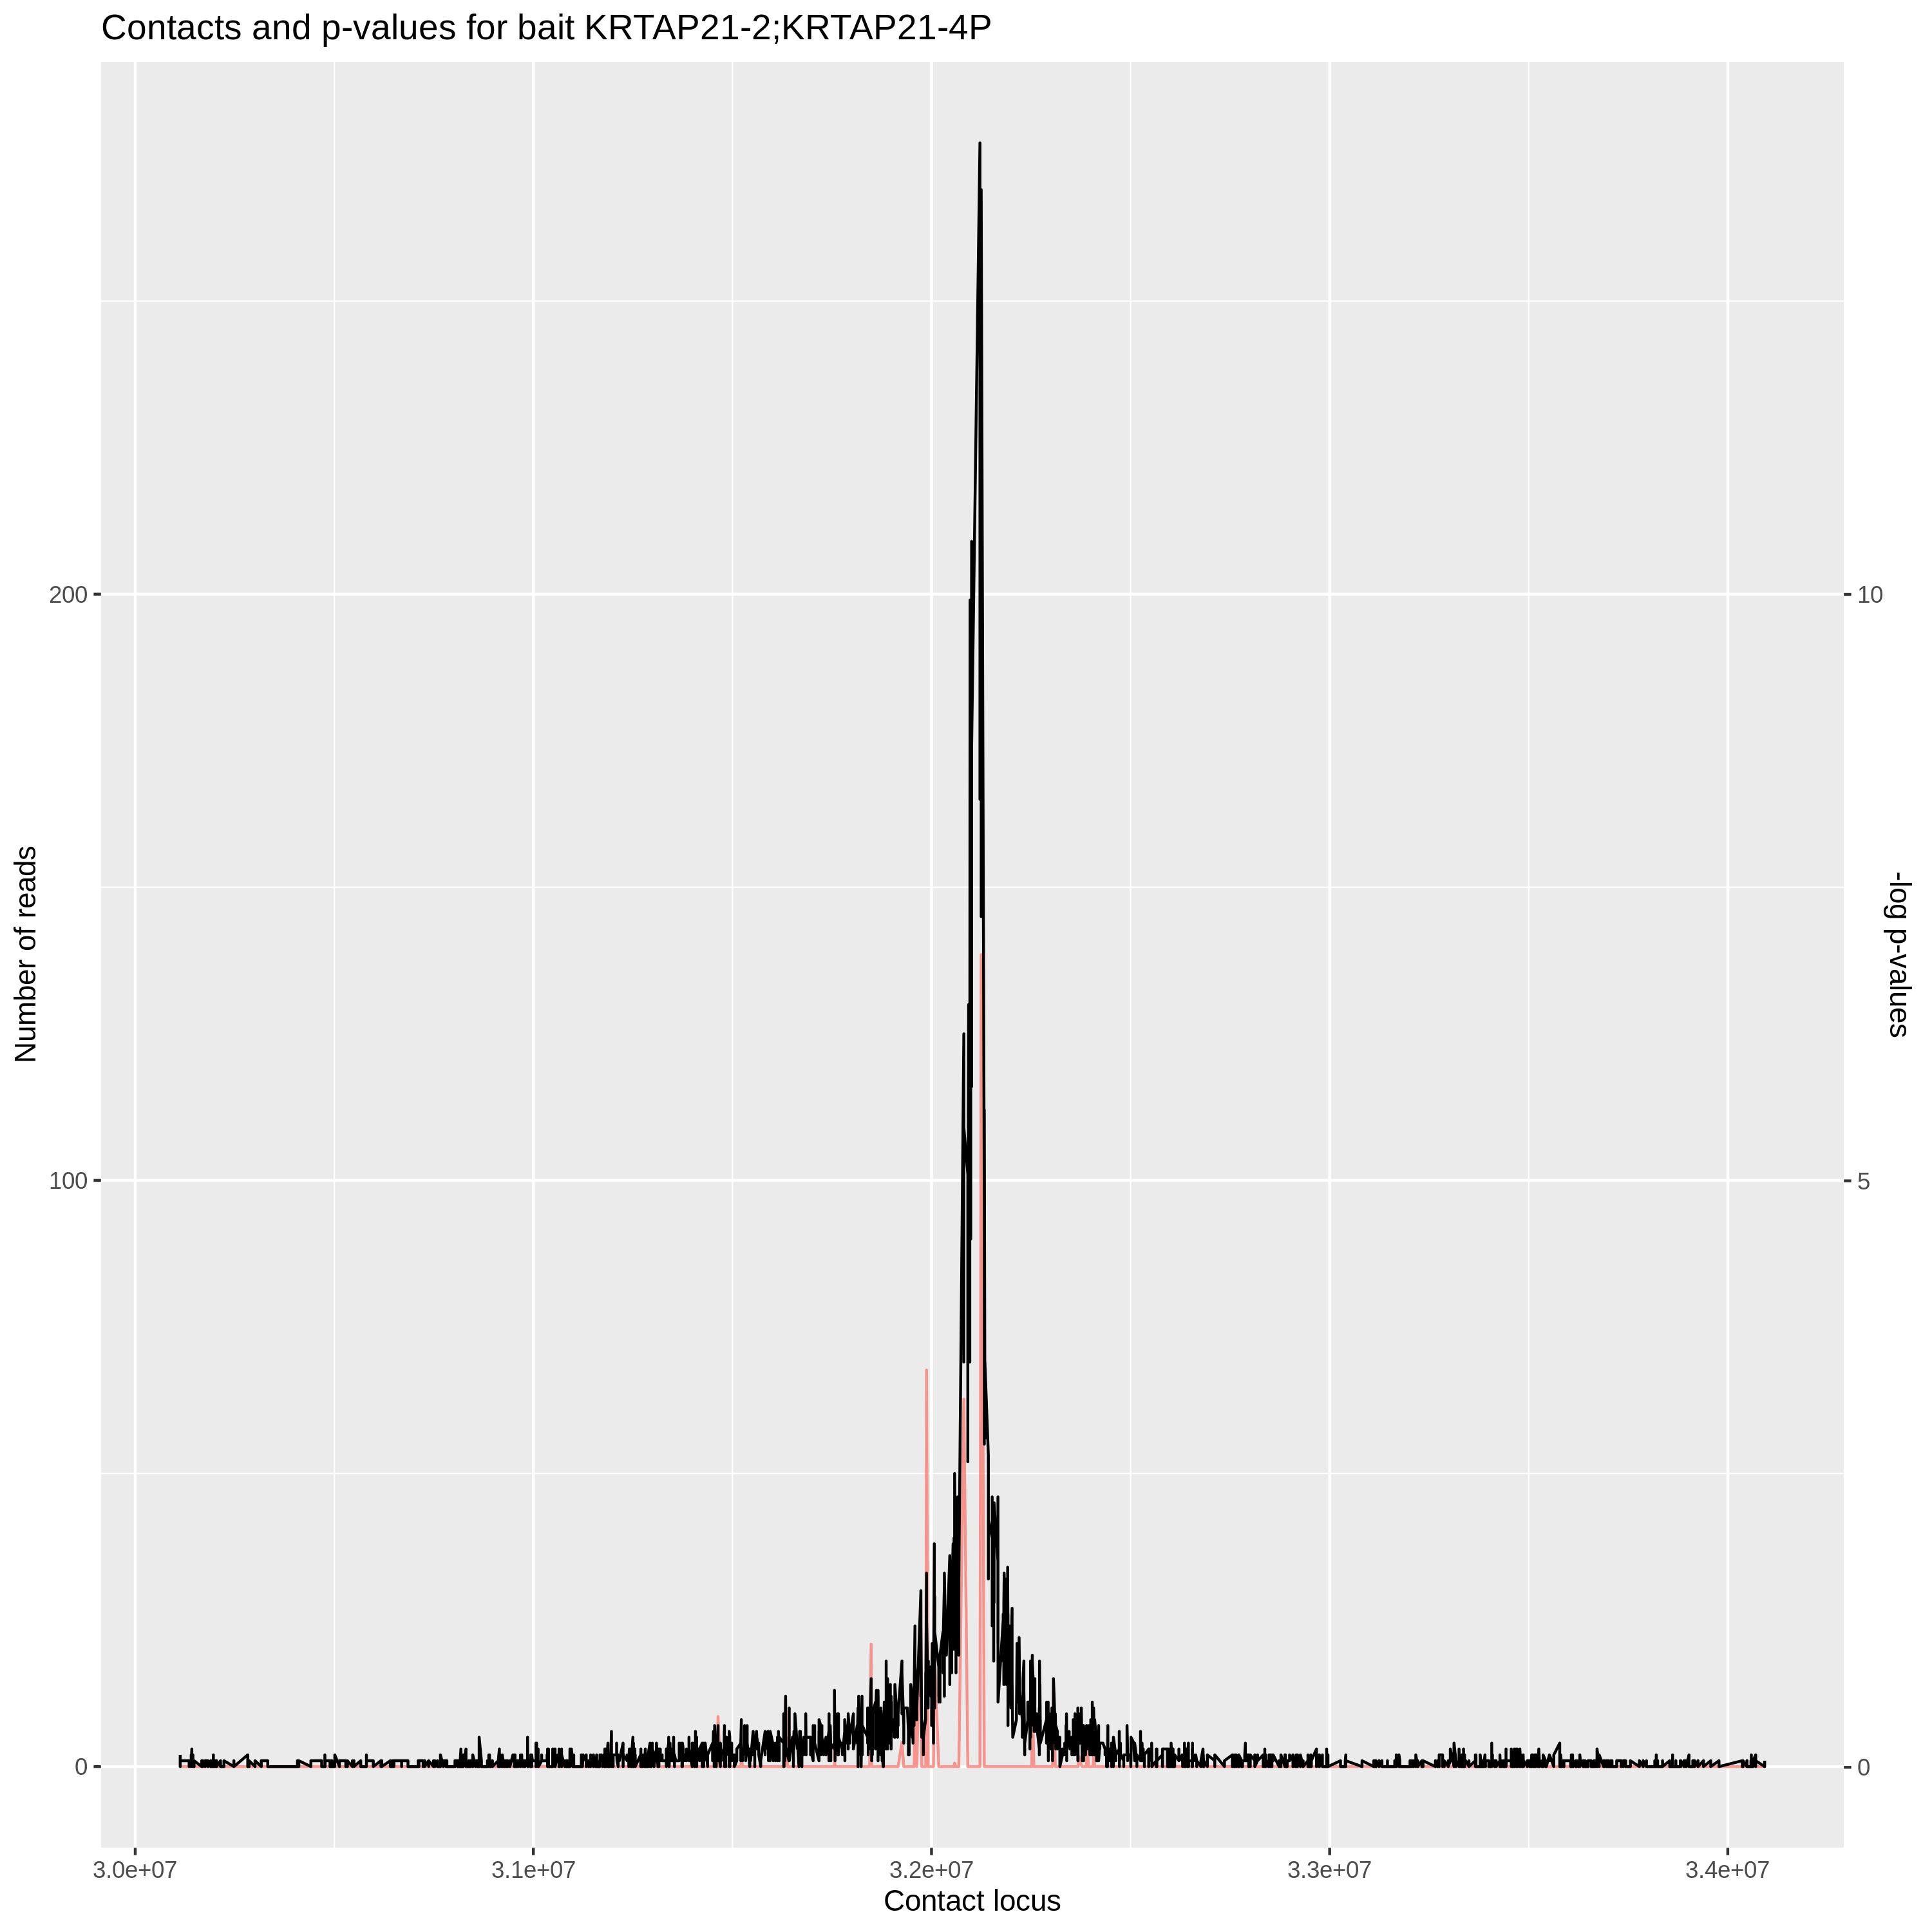 Contacts and p-values for bait KRTAP21-2;KRTAP21-4P
Number of reads
200
100
0
-log p-values
10
5
0
3.0e+07
3.1e+07
3.2e+07
3.3e+07
3.4e+07
Contact locus